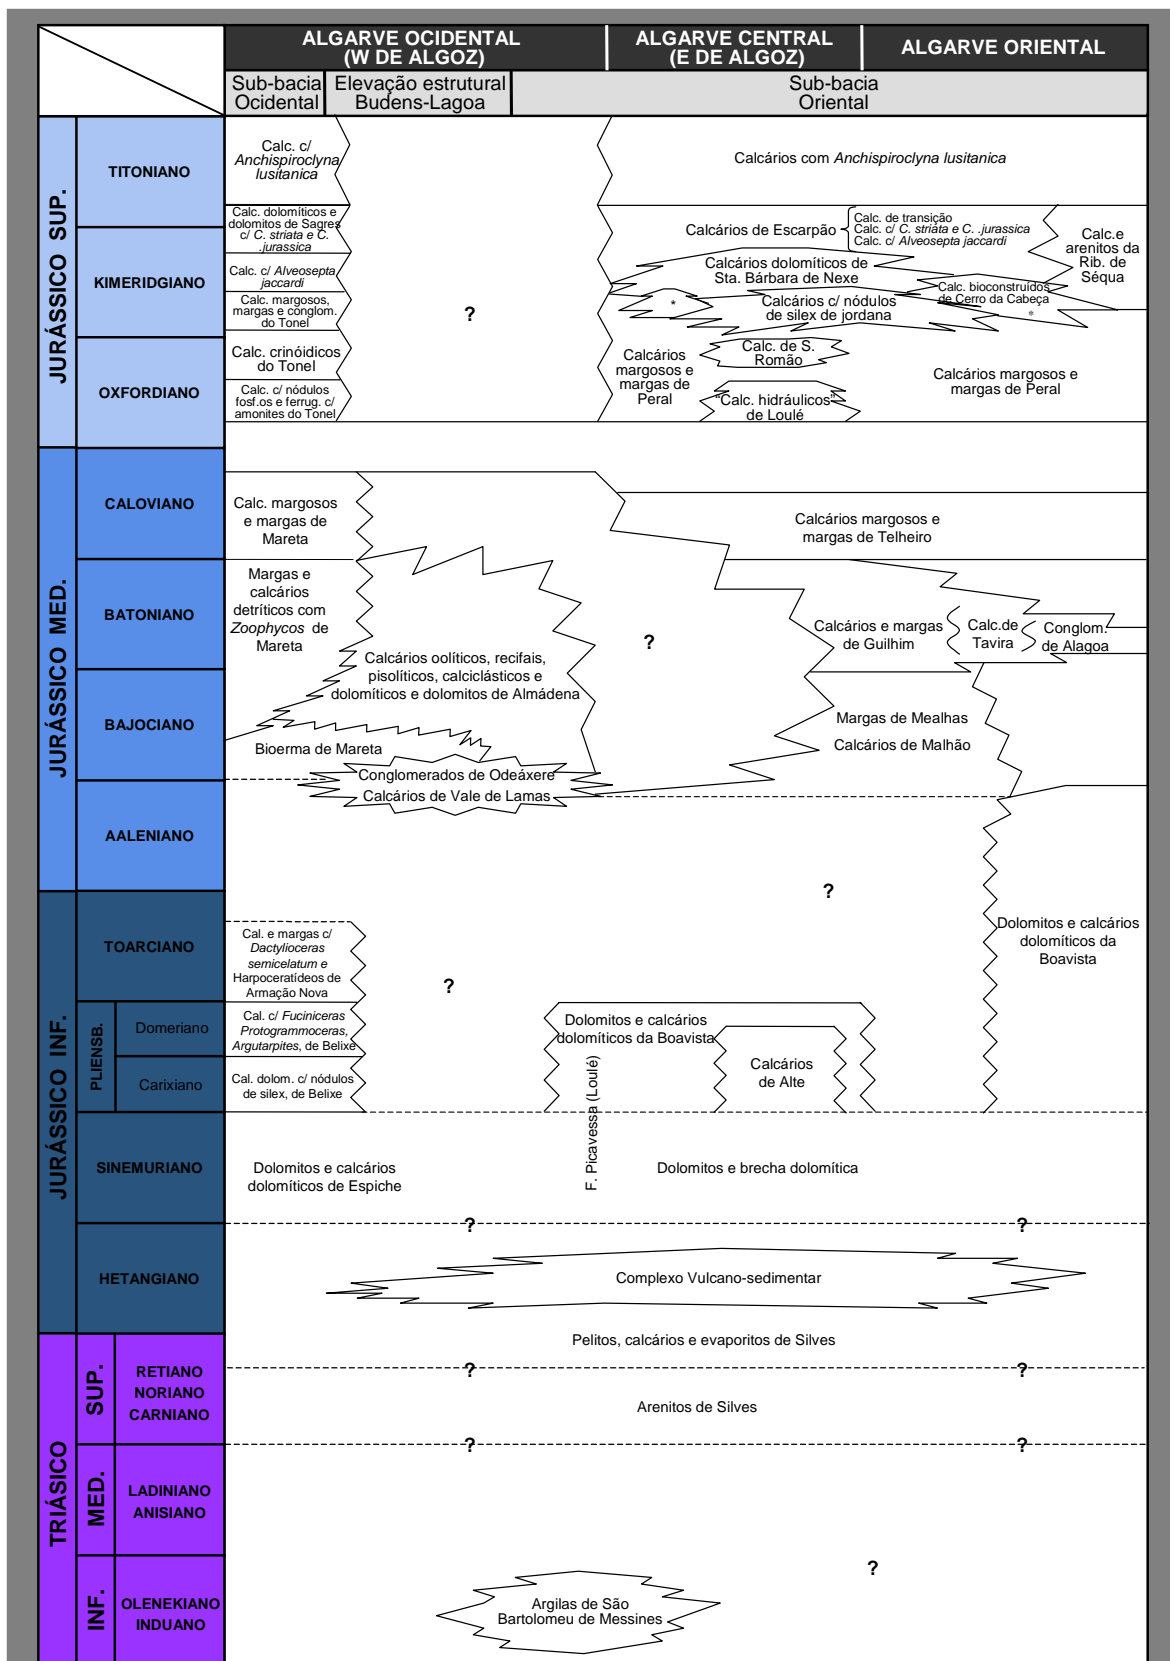 ALGARVE OCIDENTAL
(W DE ALGOZ)
ALGARVE CENTRAL
(E DE ALGOZ)
ALGARVE ORIENTAL
Sub-bacia
Ocidental
Elevação estrutural
Budens-Lagoa
Sub-bacia
Oriental
JURÁSSICO SUP.
TITONIANO
Calc. c/
Anchispiroclyna
lusitanica
Calcários com Anchispiroclyna lusitanica
KIMERIDGIANO
Calc. dolomíticos e
dolomitos de Sagres
c/ C. striata e C.
.jurassica
Calc. c/ Alveosepta
jaccardi
Calc. margosos,
margas e conglom.
do Tonel
?
Calcários de Escarpão
Calc. de transição
Calc. c/ C. striata e C. .jurassica
Calc. c/ Alveosepta jaccardi
Calc.e
arenitos da
Rib. de
Séqua
Calcários dolomíticos de
Sta. Bárbara de Nexe
Calc. bioconstruídos
de Cerro da Cabeça
*
*
Calcários c/ nódulos
de silex de jordana
OXFORDIANO
Calc. crinóidicos
do Tonel
Calc. c/ nódulos
fosf.os e ferrug. c/
amonites do Tonel
Calcários
margosos e
margas de
Peral
Calc. de S.
Romão
"Calc. hidráulicos"
de Loulé
Calcários margosos e
margas de Peral
JURÁSSICO MED.
CALOVIANO
Calc. margosos
e margas de
Mareta
Calcários margosos e
margas de Telheiro
BATONIANO
Margas e
calcários
detríticos com
Zoophycos de
Mareta
?
Calcários e margas
de Guilhim
Calc.de
Tavira
Conglom.
de Alagoa
Calcários oolíticos, recifais,
pisolíticos, calciclásticos e
dolomíticos e dolomitos de Almádena
BAJOCIANO
Bioerma de Mareta
Margas de Mealhas
Calcários de Malhão
Conglomerados de Odeáxere
Calcários de Vale de Lamas
AALENIANO
?
JURÁSSICO INF.
TOARCIANO
Cal. e margas c/
Dactylioceras
semicelatum e
Harpoceratídeos de
Armação Nova
?
Dolomitos e calcários
dolomíticos da
Boavista
PLIENSB.
Domeriano
Cal. c/ Fuciniceras
Protogrammoceras,
Argutarpites, de Belixe
Dolomitos e calcários
dolomíticos da Boavista
Carixiano
Cal. dolom. c/ nódulos
de silex, de Belixe
F. Picavessa (Loulé)
Calcários
de Alte
SINEMURIANO
Dolomitos e calcários
dolomíticos de Espiche
Dolomitos e brecha dolomítica
?
?
HETANGIANO
Complexo Vulcano-sedimentar
Pelitos, calcários e evaporitos de Silves
TRIÁSICO
SUP.
RETIANO
NORIANO
CARNIANO
?
?
Arenitos de Silves
?
?
MED.
LADINIANO
ANISIANO
?
INF.
OLENEKIANO
INDUANO
Argilas de São
Bartolomeu de Messines